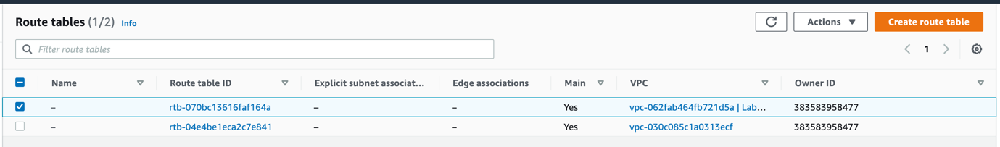 Route tables (1/2) Info Actions ▼ Create route table
Filter route tables 1
Name Route table ID Explicit subnet associat... Edge associations Main VPC Owner ID
– rtb-070bc13616faf164a – – Yes vpc-062fab464fb721d5a | Lab... 383583958477
– rtb-04e4be1eca2c7e841 – – Yes vpc-030c085c1a0313ecf 383583958477